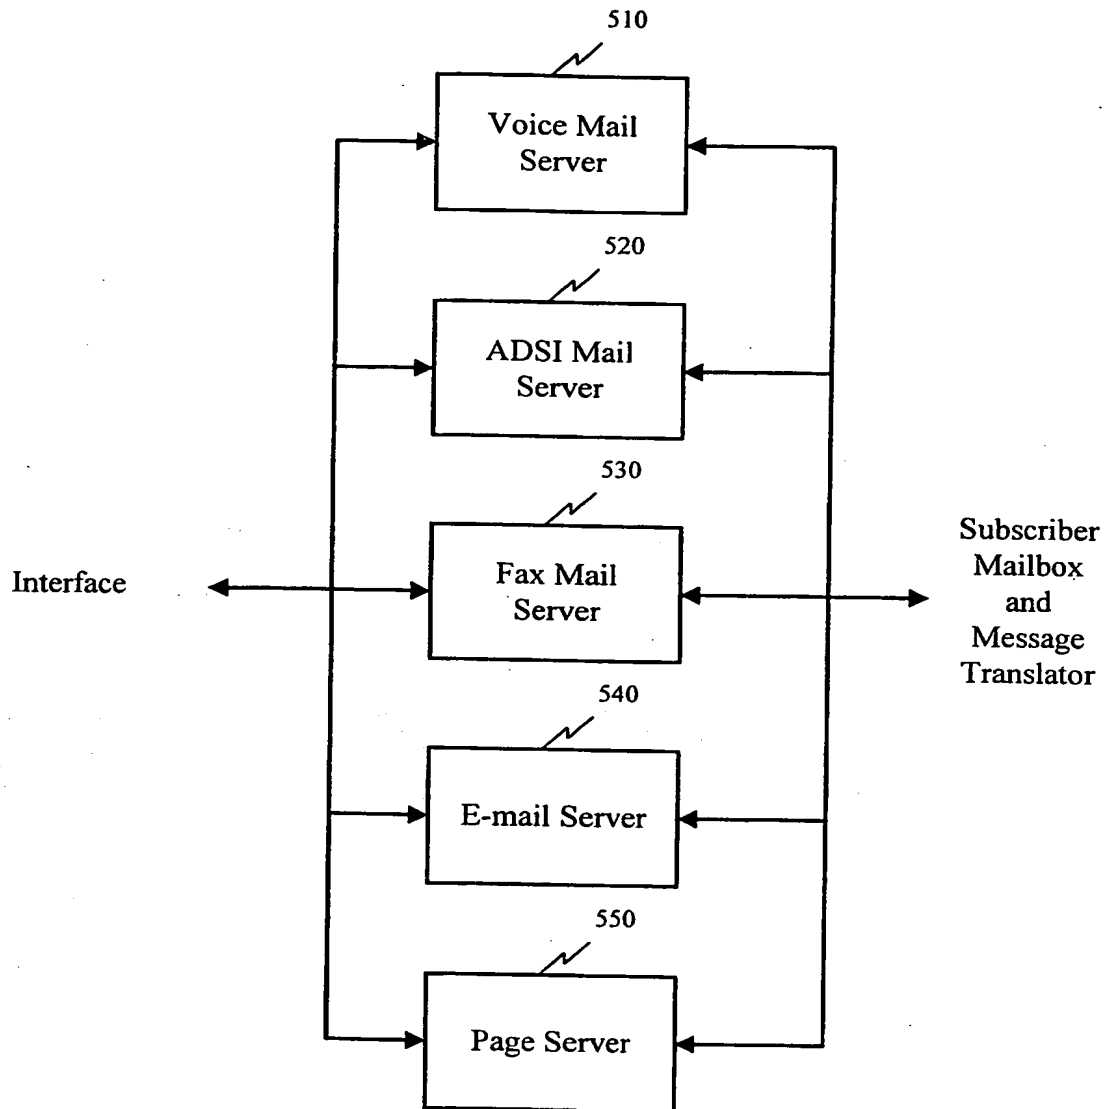 510
Voice Mail
Server
520
ADSI Mail
Server
530
Fax Mail
Server
Interface
Subscriber
Mailbox
and
Message
Translator
540
E-mail Server
550
Page Server